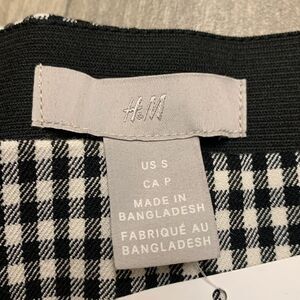 H&M
US S
CA P
MADE IN
BANGLADESH
FABRIQUÉ AU
BANGLADESH